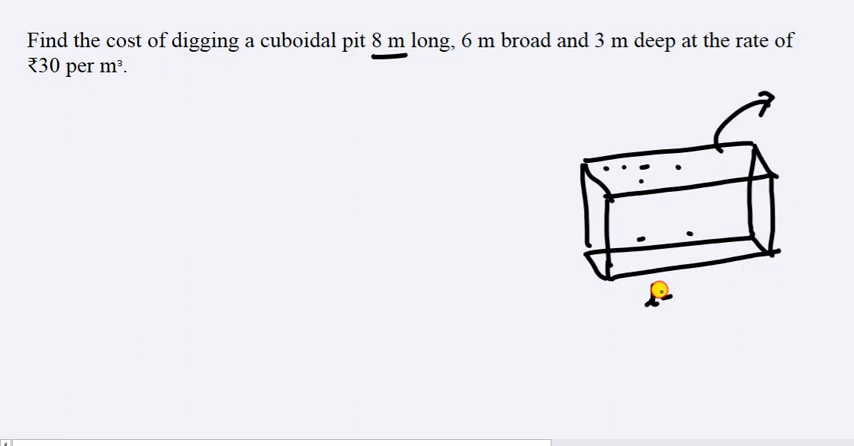 Find the cost of digging a cuboidal pit 8 m long, 6 m broad and 3 m deep at the rate of
₹30 per m³.